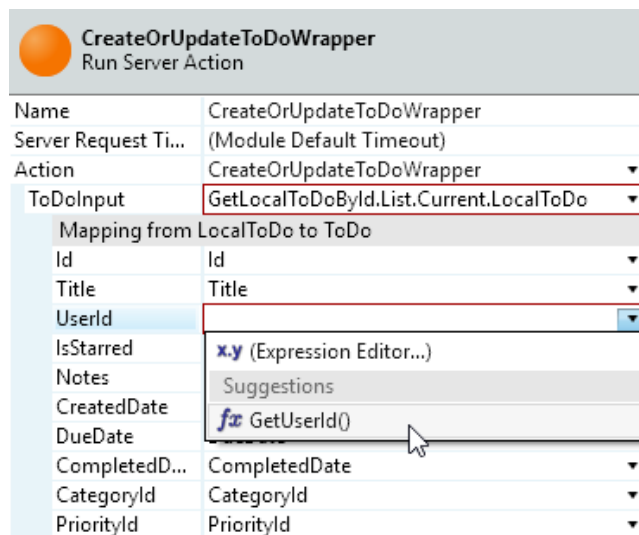 CreateOrUpdateToDoWrapper
Run Server Action
Name CreateOrUpdateToDoWrapper
Server Request Ti... (Module Default Timeout)
Action CreateOrUpdateToDoWrapper
ToDoInput GetLocalToDoById.List.Current.LocalToDo
Mapping from LocalToDo to ToDo
Id Id
Title Title
UserId
IsStarred x.y (Expression Editor...)
Notes Suggestions
CreatedDate fx GetUserId()
DueDate
CompletedD... CompletedDate
CategoryId CategoryId
PriorityId PriorityId